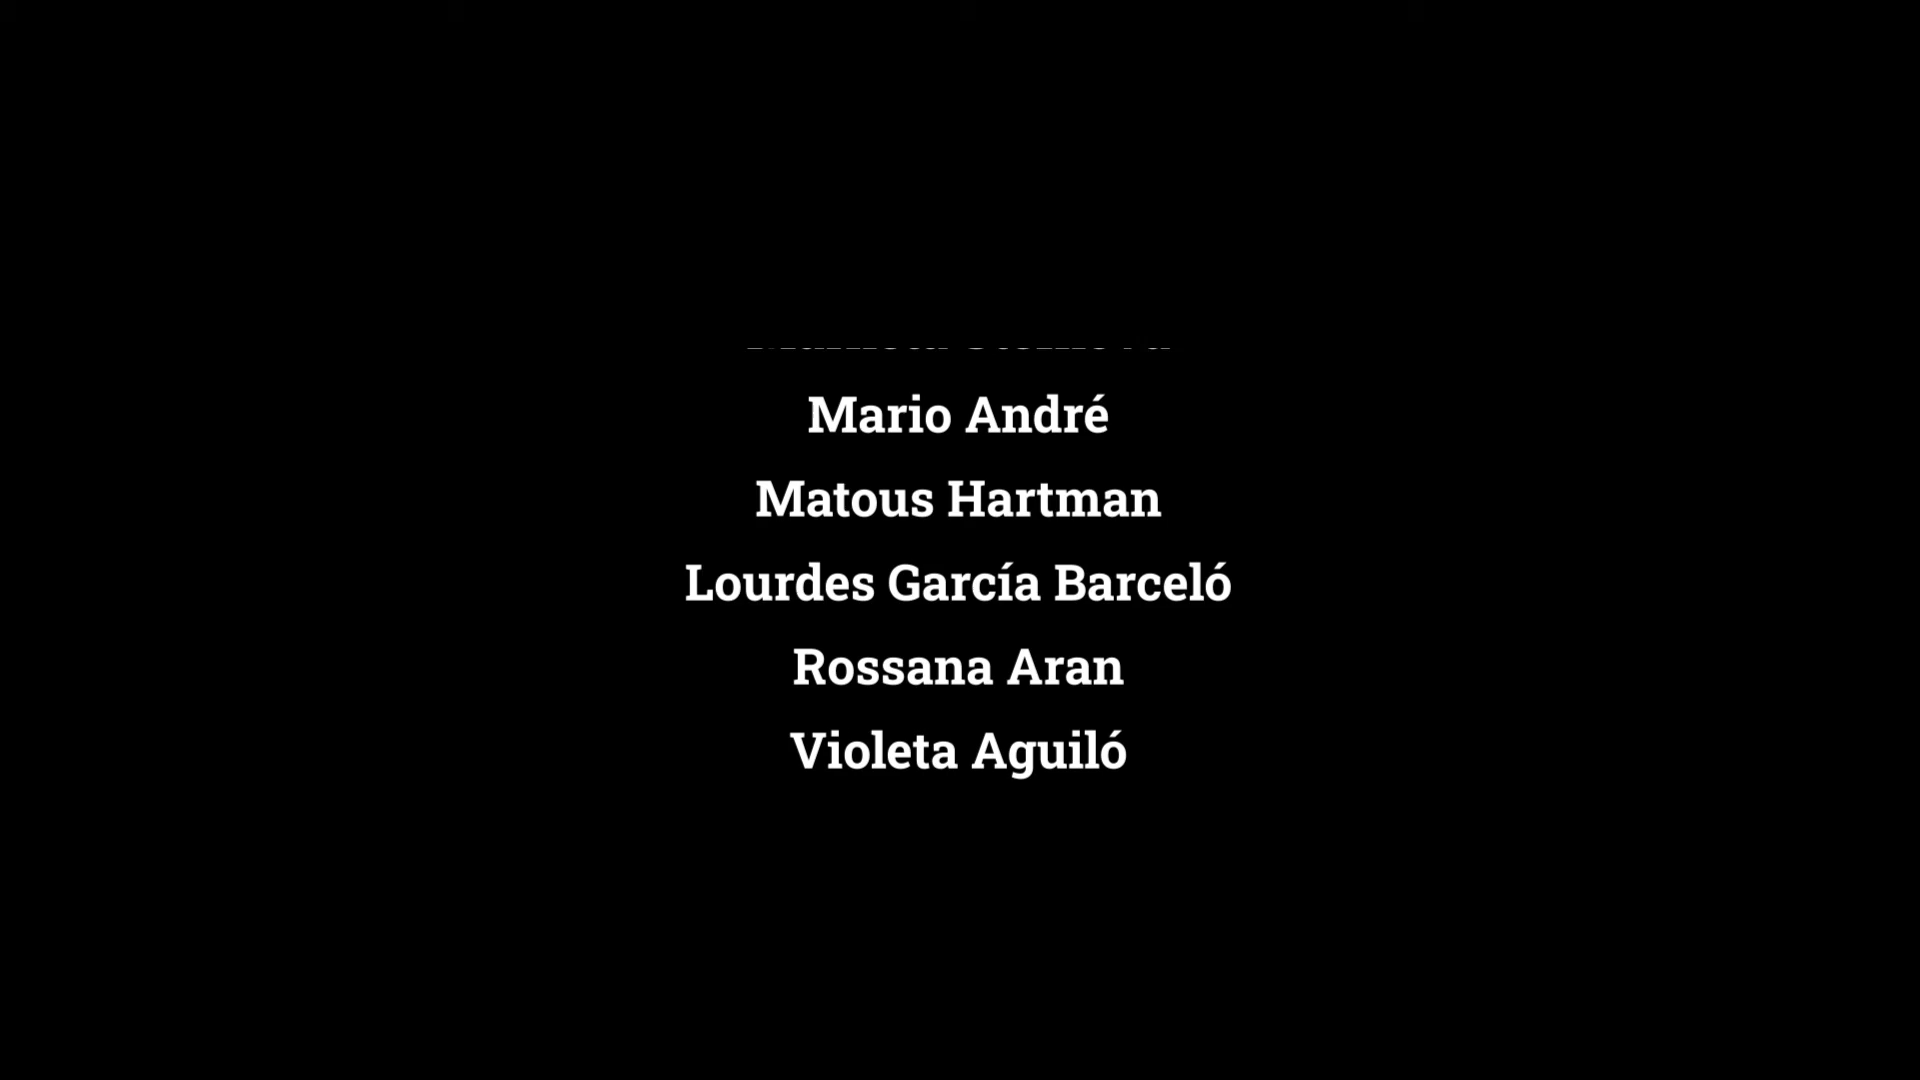 Mario André
Matous Hartman
Lourdes García Barceló
Rossana Aran
Violeta Aguiló